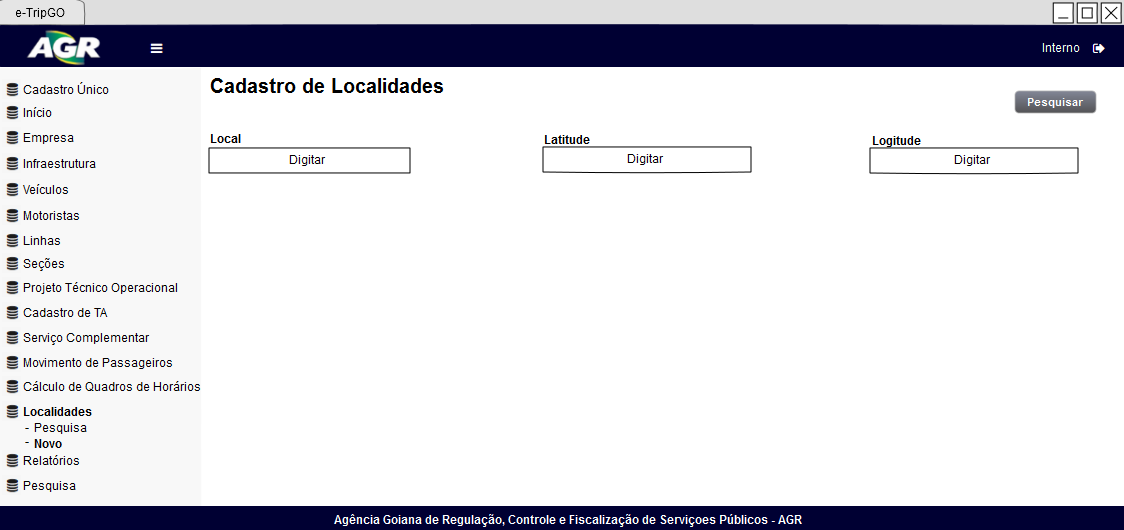 e-TripGO
AGR
Interno
Cadastro Único
Início
Empresa
Infraestrutura
Veículos
Motoristas
Linhas
Seções
Projeto Técnico Operacional
Cadastro de TA
Serviço Complementar
Movimento de Passageiros
Cálculo de Quadros de Horários
Localidades
- Pesquisa
- Novo
Relatórios
Pesquisa
Cadastro de Localidades
Pesquisar
Local
Digitar
Latitude
Digitar
Logitude
Digitar
Agência Goiana de Regulação, Controle e Fiscalização de Serviçoes Públicos - AGR